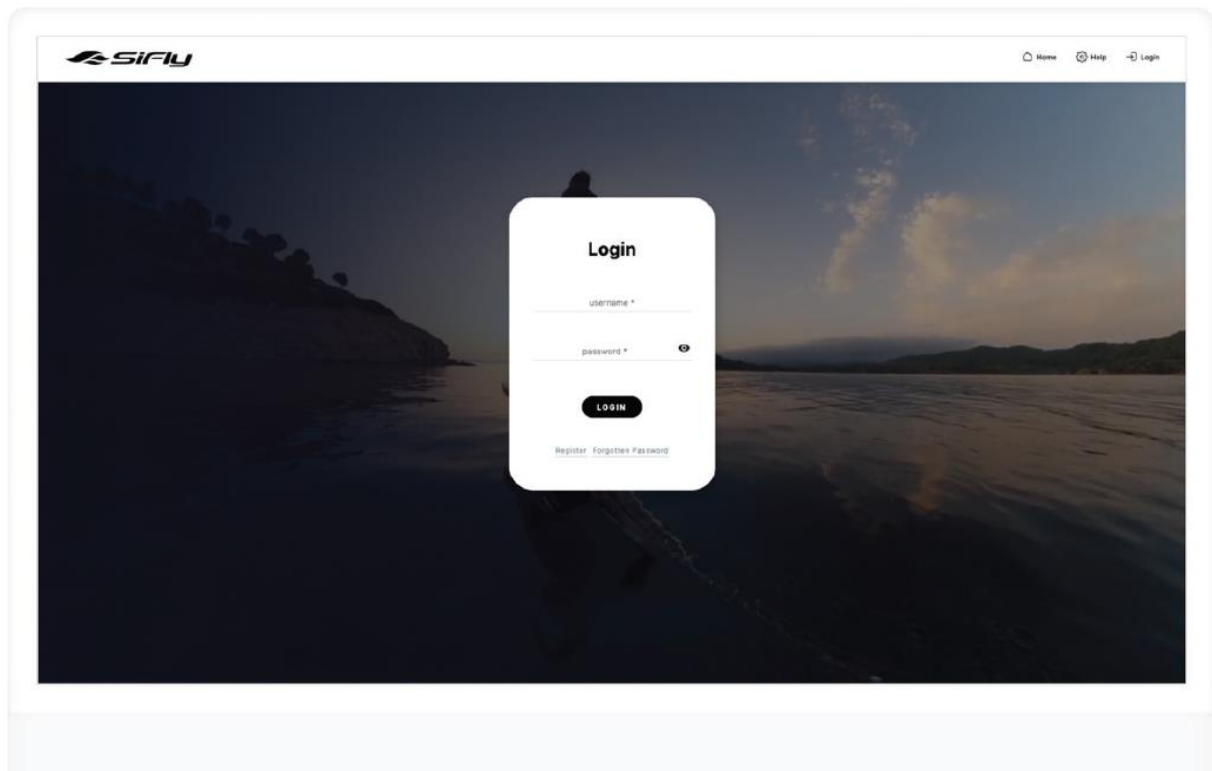 SiFly
Home Help Login
Login
username *
password *
LOGIN
Register Forgotten Password